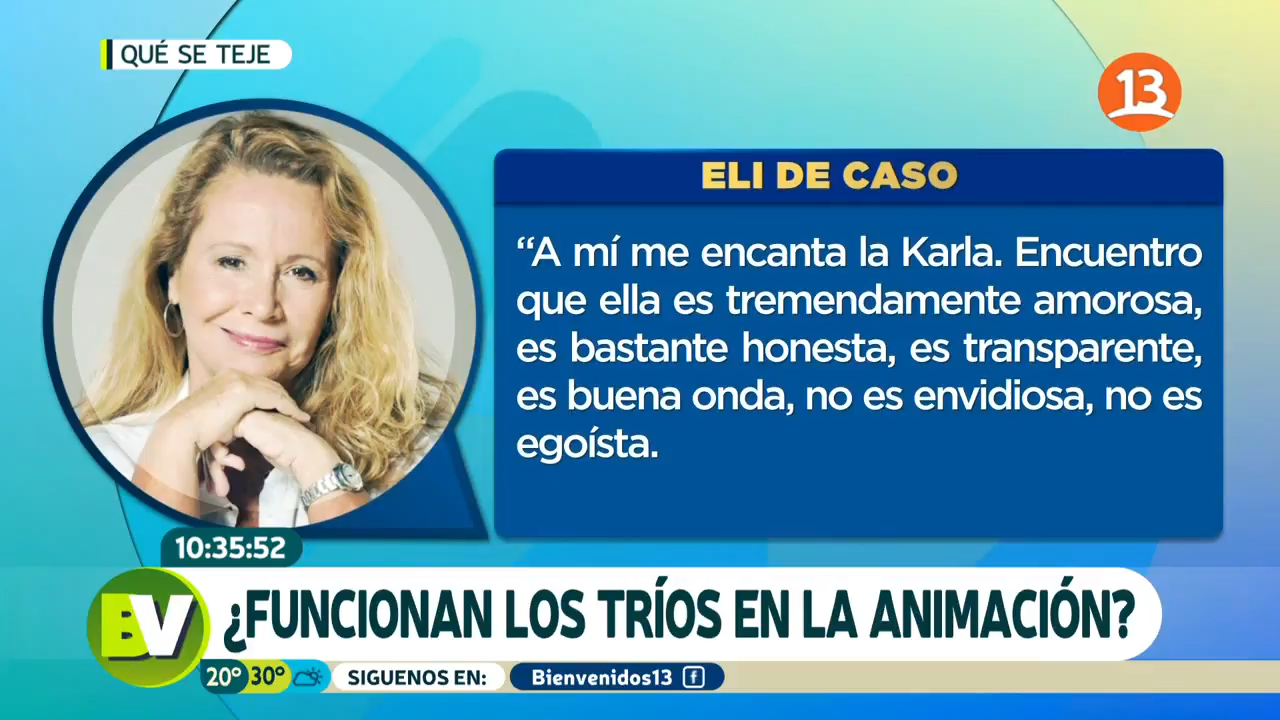 QUÉ SE TEJE
13
ELI DE CASO
“A mí me encanta la Karla. Encuentro
que ella es tremendamente amorosa,
es bastante honesta, es transparente,
es buena onda, no es envidiosa, no es
egoísta.
10:35:52
BV
¿FUNCIONAN LOS TRÍOS EN LA ANIMACIÓN?
20º 30º SIGUENOS EN: Bienvenidos13 f